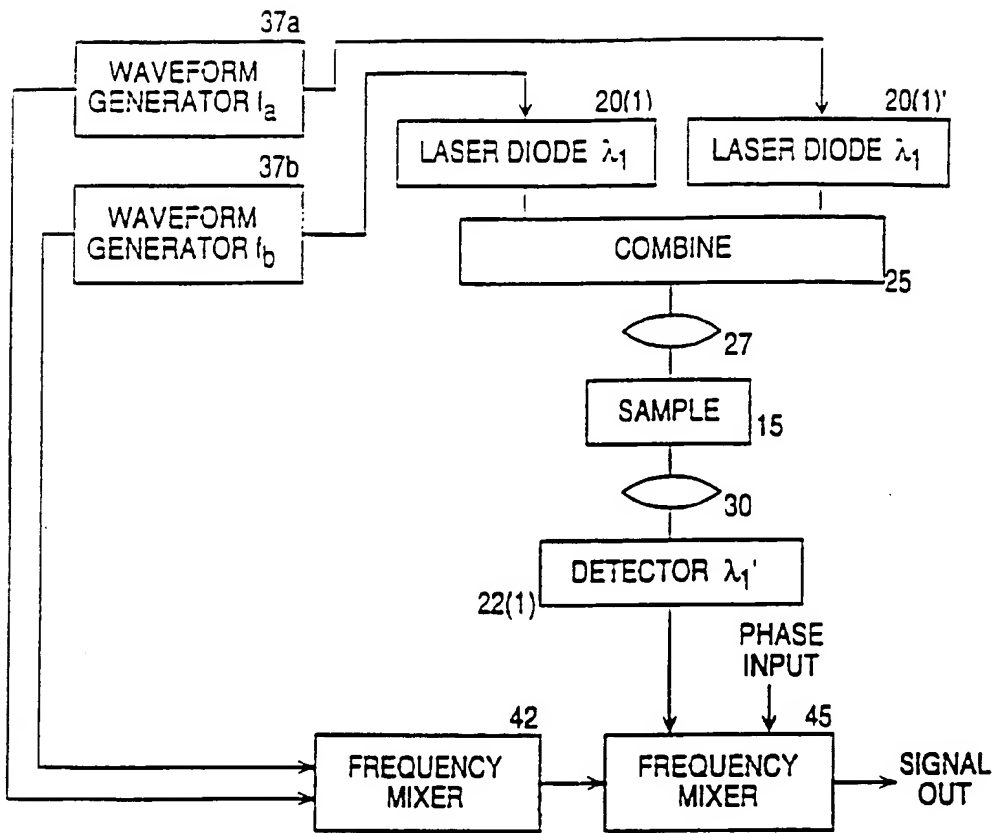 37a
WAVEFORM
GENERATOR fa
20(1)
20(1)'
LASER DIODE λ1
LASER DIODE λ1
37b
WAVEFORM
GENERATOR fb
COMBINE
25
27
SAMPLE
15
30
DETECTOR λ1'
22(1)
PHASE
INPUT
42
45
FREQUENCY
MIXER
FREQUENCY
MIXER
SIGNAL
OUT